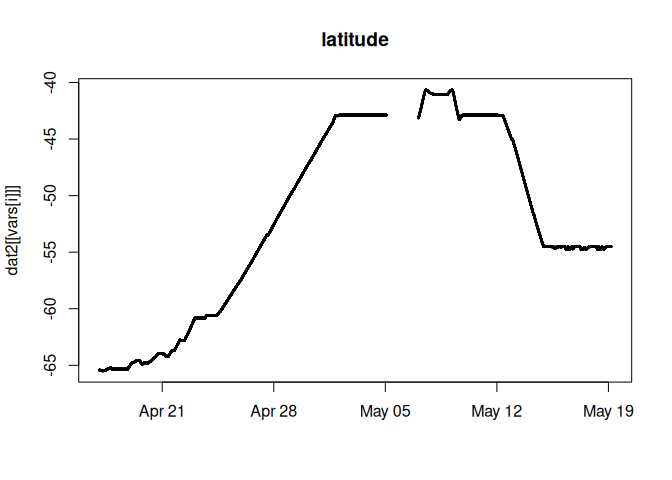 latitude
dat2[[vars[i]]]
-40
-45
-50
-55
-60
-65
Apr 21
Apr 28
May 05
May 12
May 19